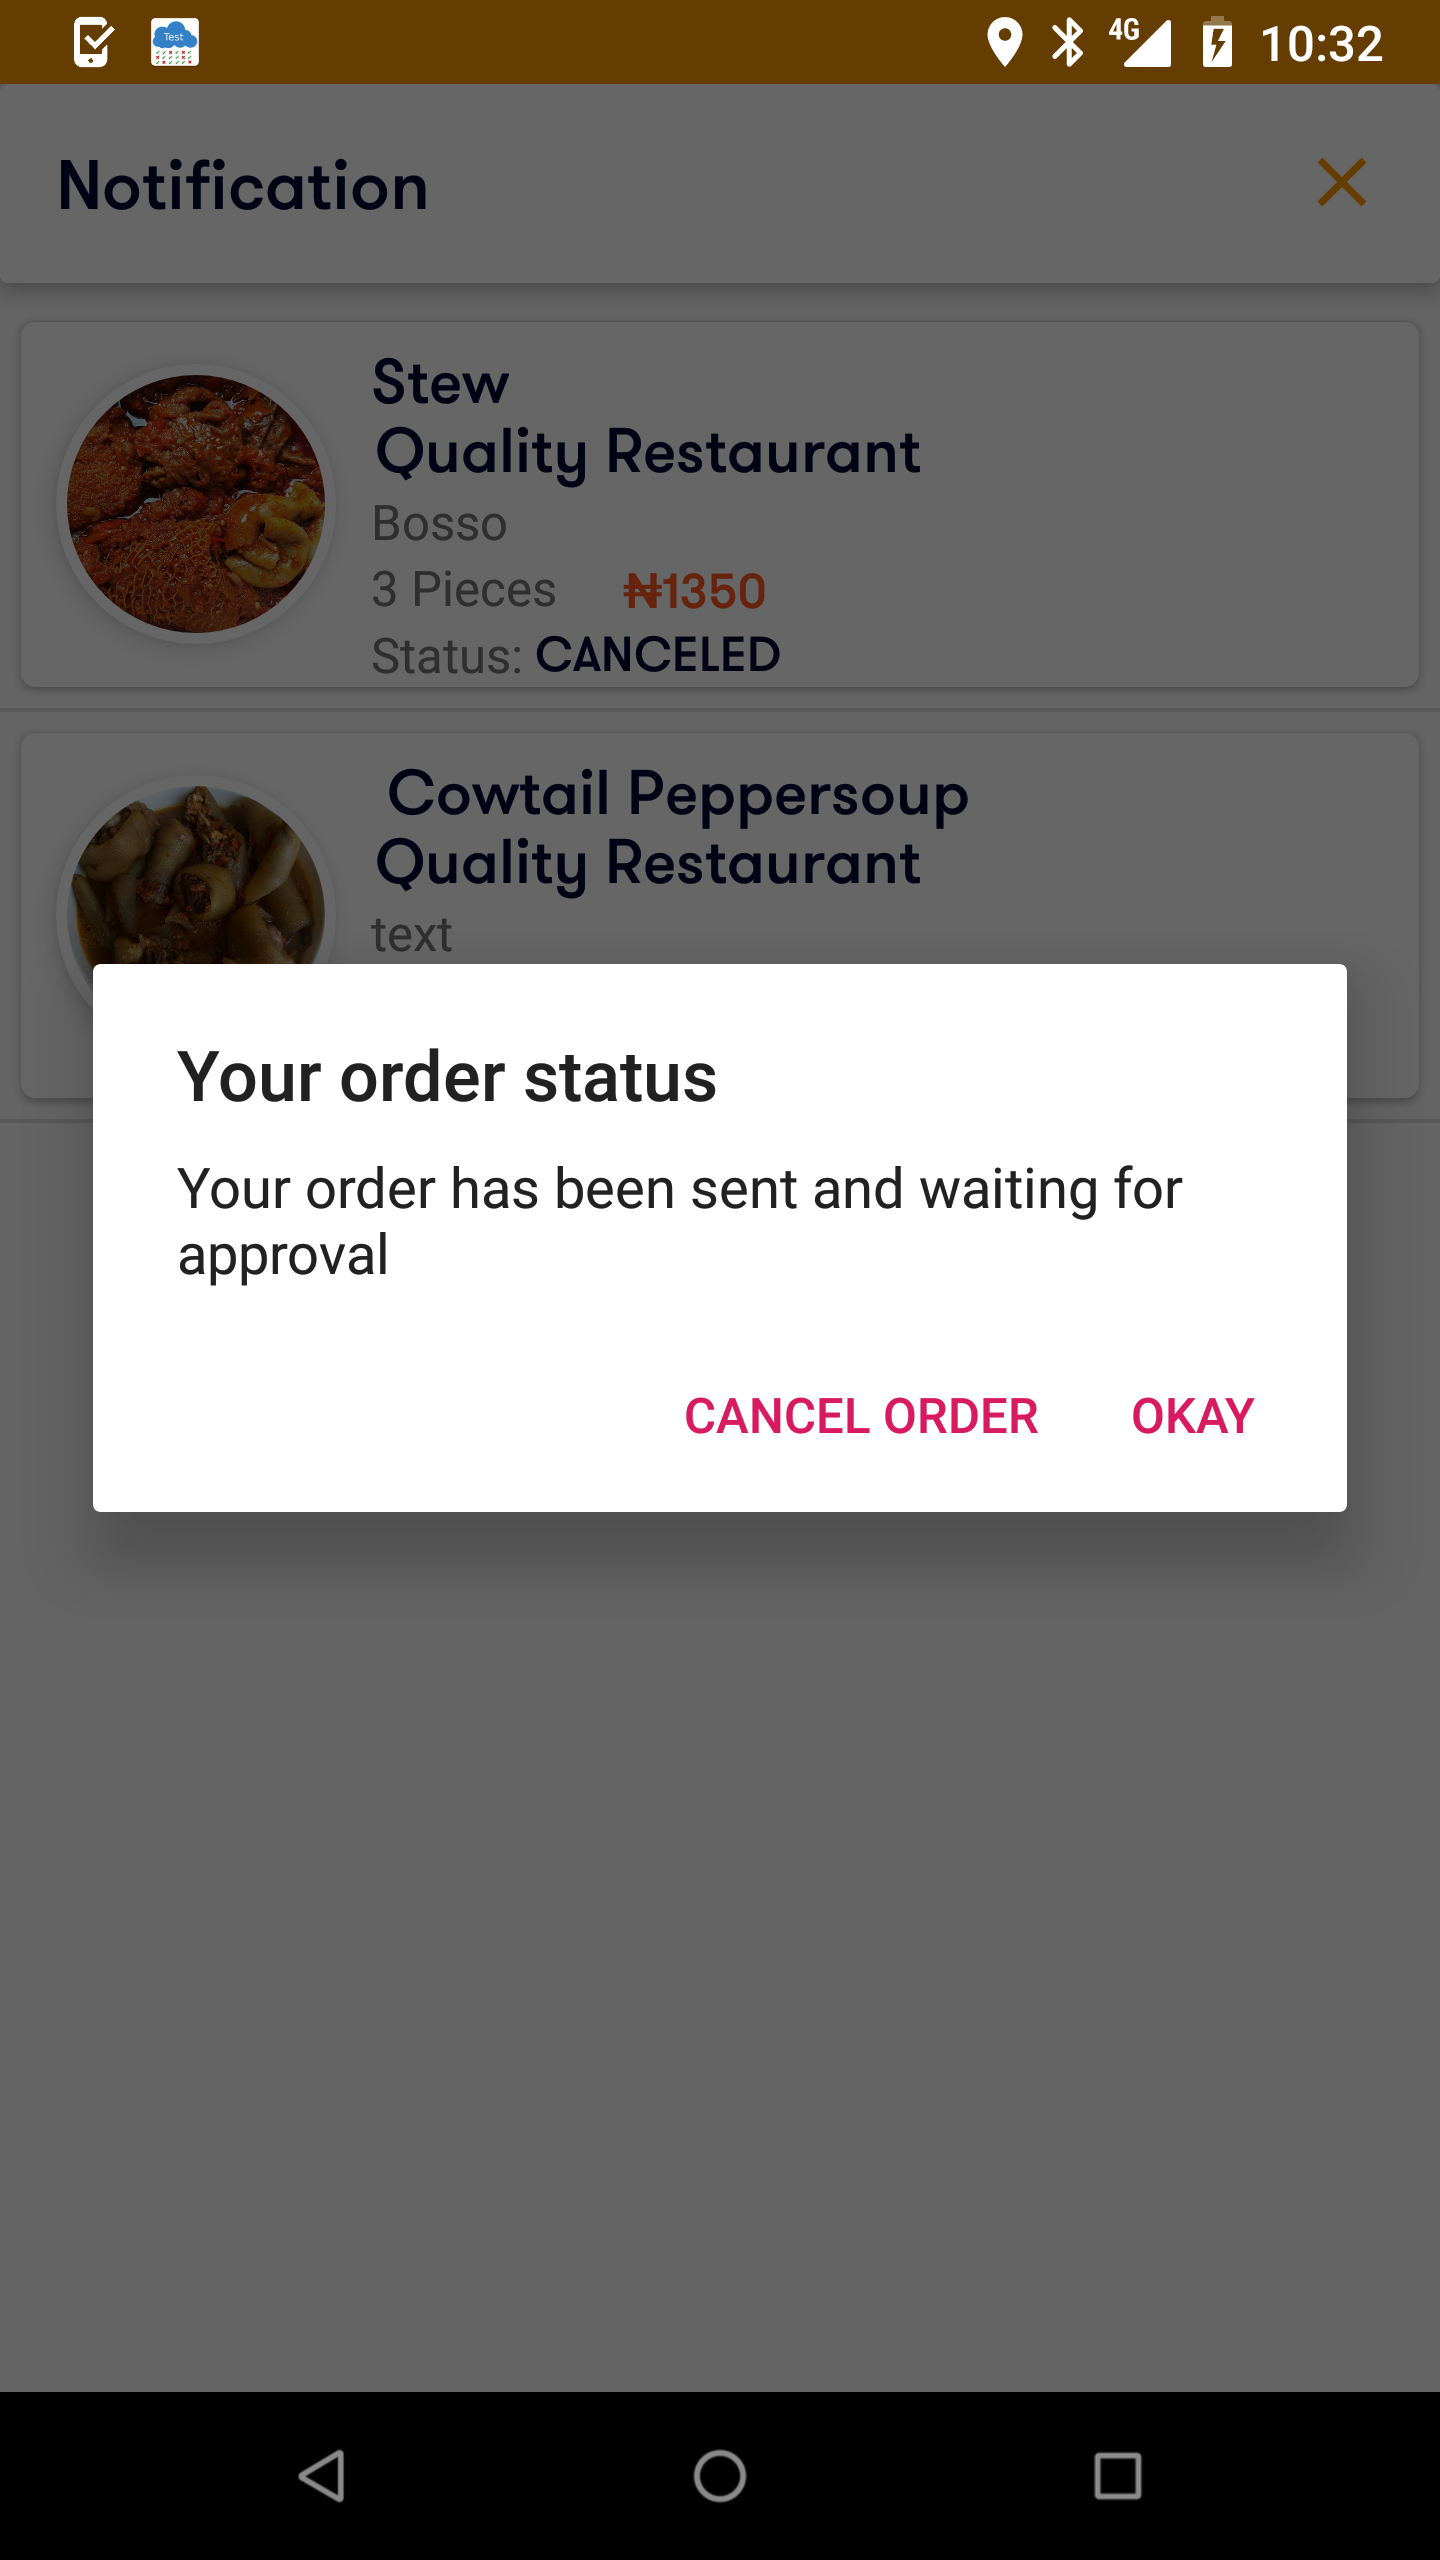 Test
4G
10:32
Notification
Stew
Quality Restaurant
Bosso
3 Pieces ₦1350
Status: CANCELED
Cowtail Peppersoup
Quality Restaurant
text
Your order status
Your order has been sent and waiting for
approval
CANCEL ORDER OKAY